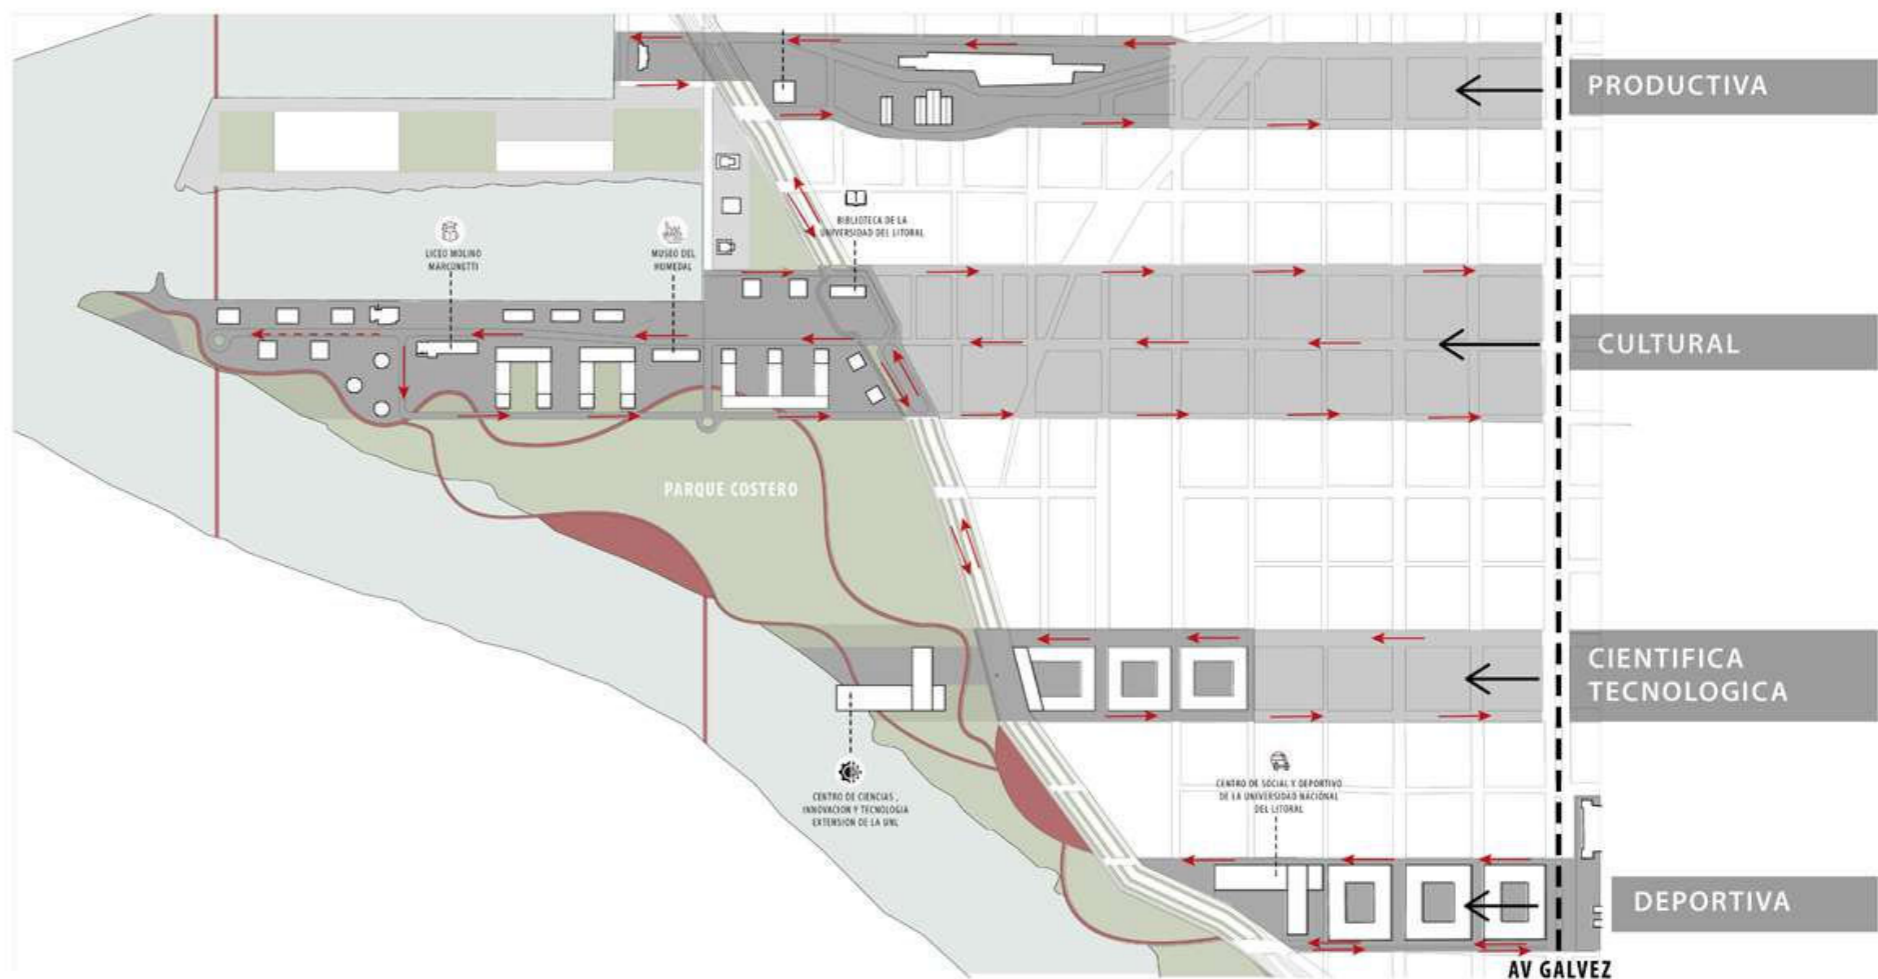 PRODUCTIVA
BIBLIOTECA DE LA
UNIVERSIDAD DEL LITORAL
LICEO MOLINO
MARCONETTI
MUSEO DEL
HUMEDAL
CULTURAL
PARQUE COSTERO
CIENTIFICA
TECNOLOGICA
CENTRO DE CIENCIAS ,
INNOVACION Y TECNOLOGIA
EXTENSION DE LA UNL
CENTRO DE SOCIAL Y DEPORTIVO
DE LA UNIVERSIDAD NACIONAL
DEL LITORAL
DEPORTIVA
AV GALVEZ